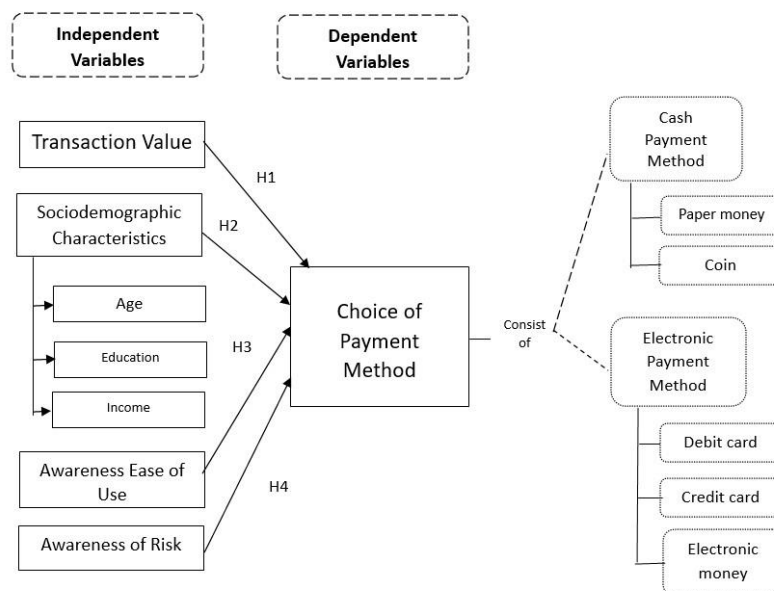 Independent
Variables
Dependent
Variables
Transaction Value
H1
Sociodemographic
Characteristics
H2
Age
Education
Income
H3
Awareness Ease of
Use
H4
Awareness of Risk
Choice of
Payment
Method
Consist
of
Cash
Payment
Method
Paper money
Coin
Electronic
Payment
Method
Debit card
Credit card
Electronic
money